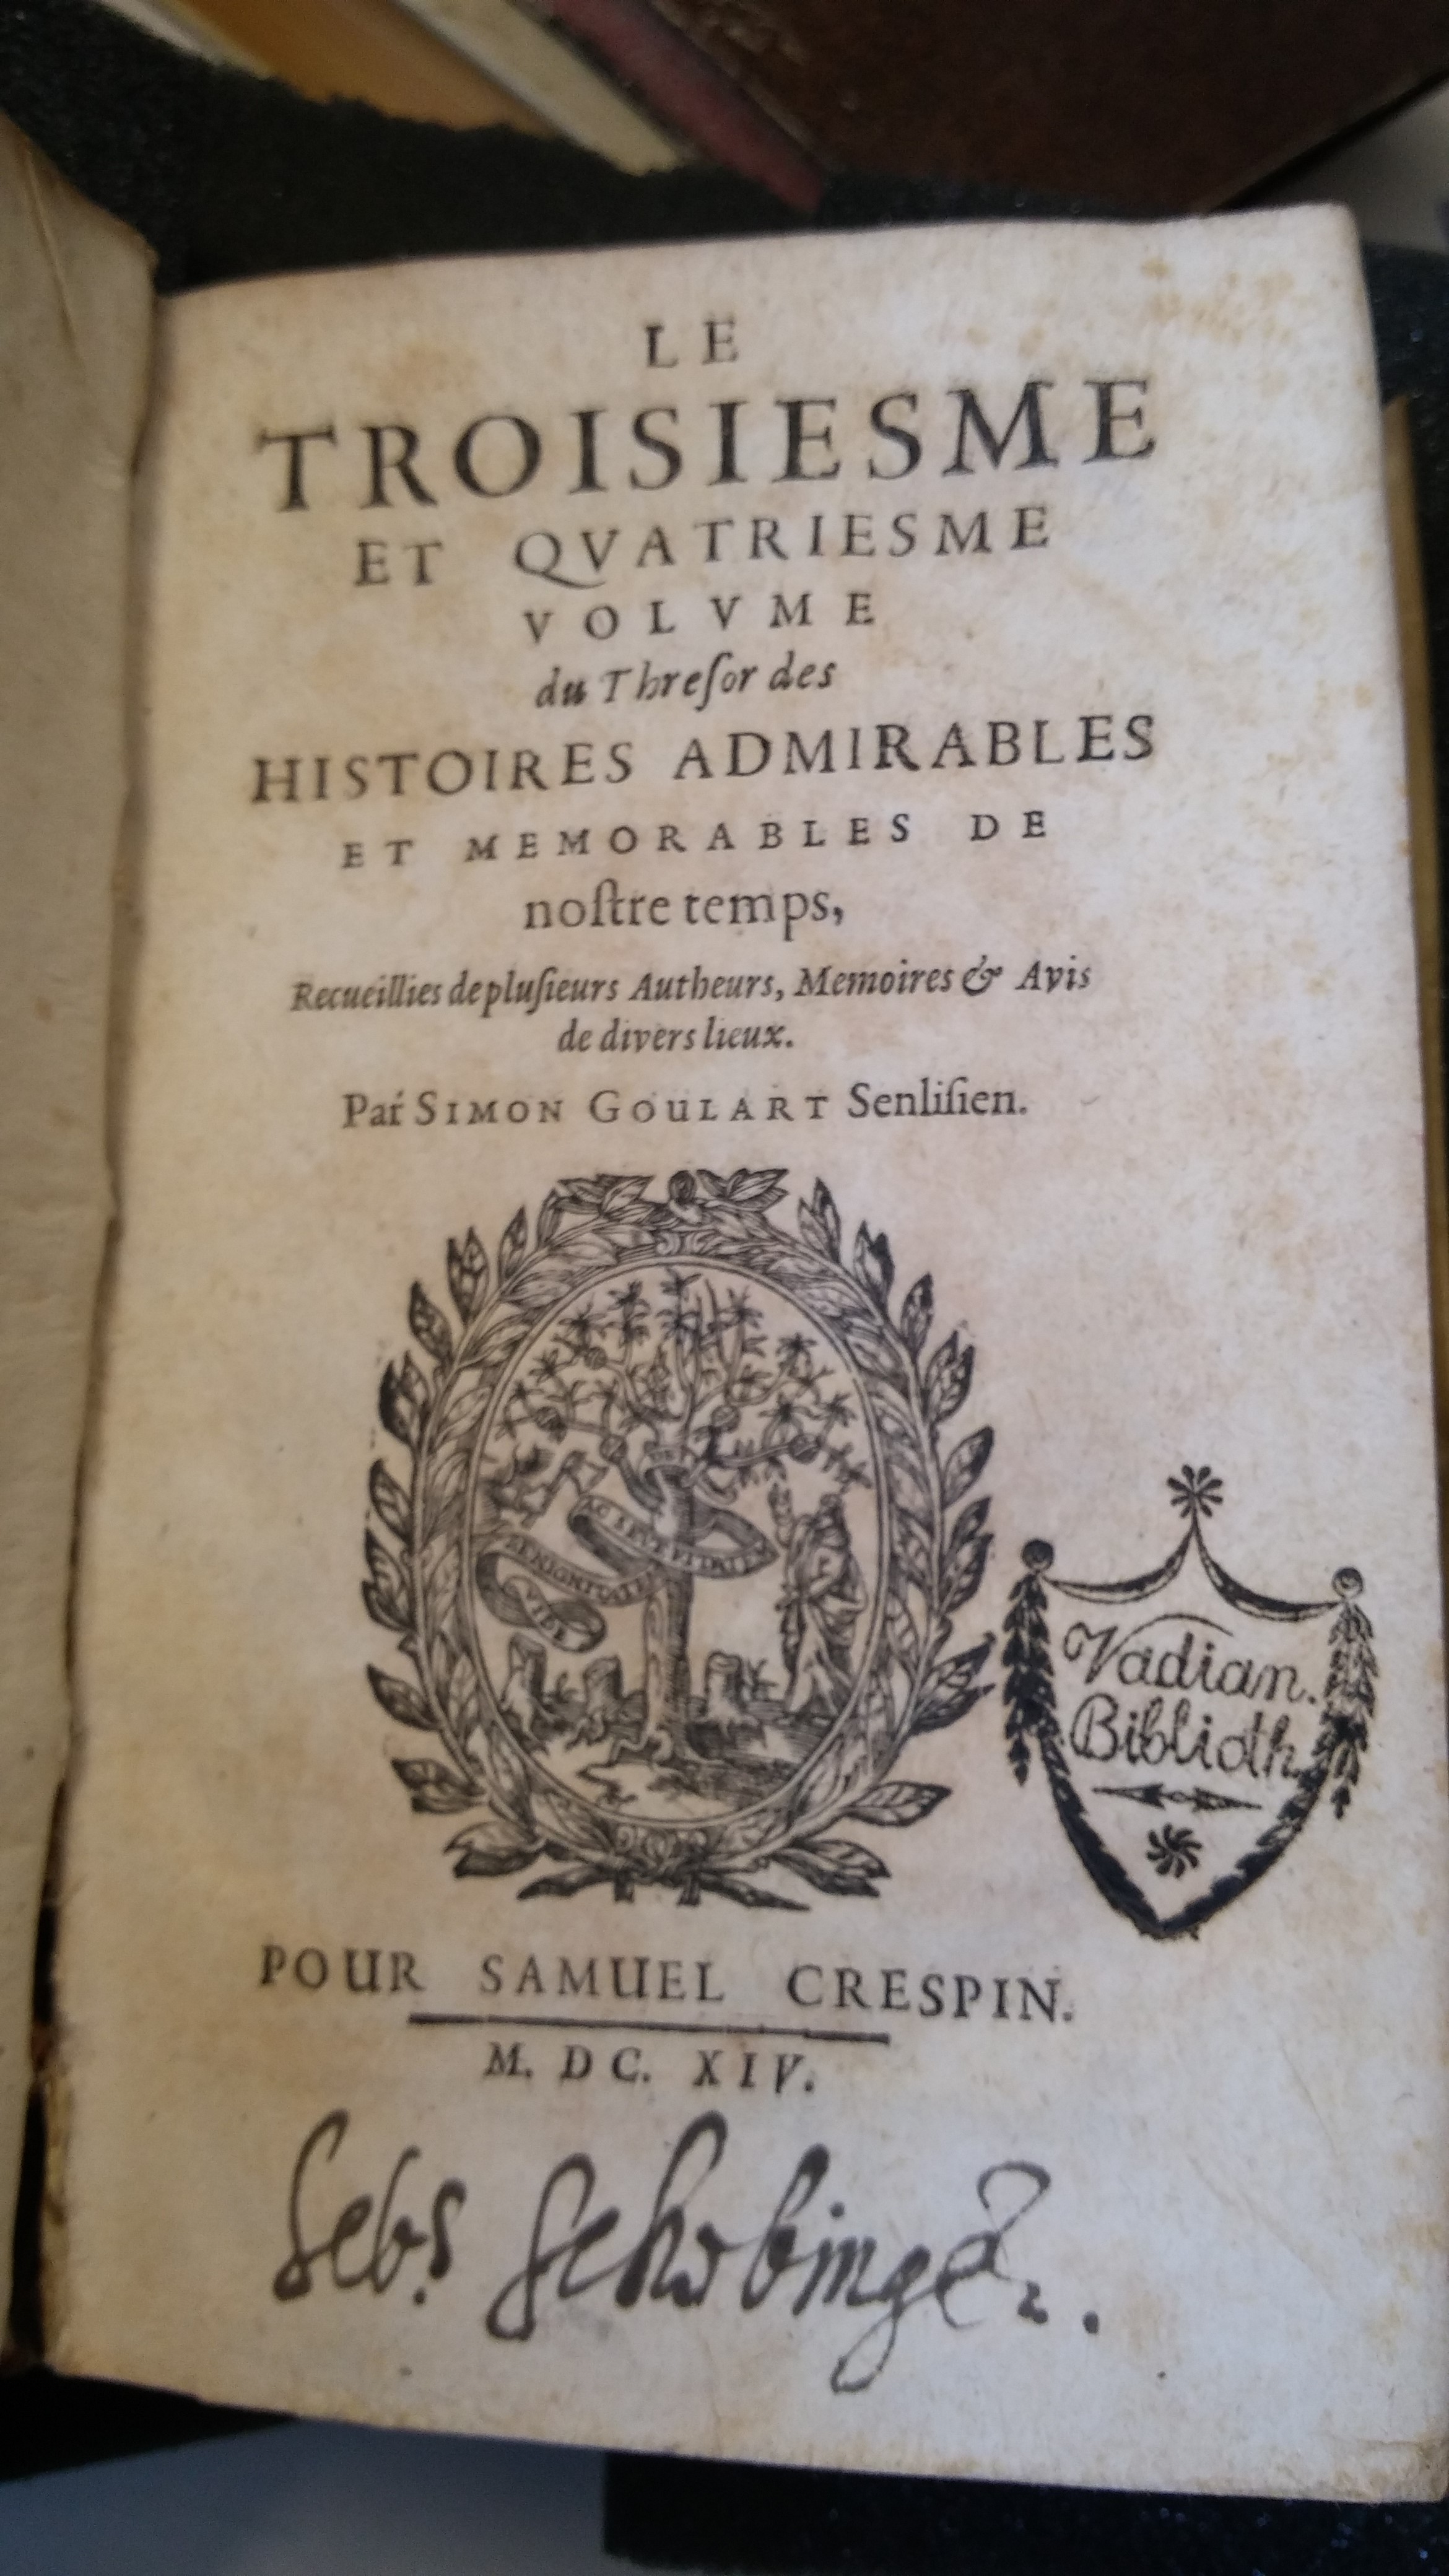 LE
TROISIESME
ET QVATRIESME
VOLVME
du Threſor des
HISTOIRES ADMIRABLES
ET MEMORABLES DE
noſtre temps,
Recueillies de pluſieurs Autheurs, Memoires & Avis
de divers lieux.
Par SIMON GOULART Senliſien.
Vadian.
Biblioth.
POUR SAMUEL CRESPIN.
M. DC. XIV.
Sebs Schobinger.